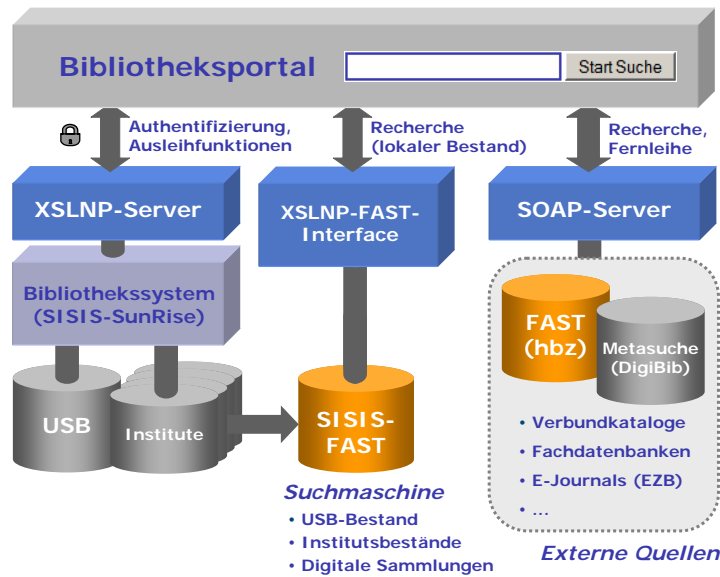 Bibliotheksportal
Start Suche
Authentifizierung,
Ausleihfunktionen
Recherche
(lokaler Bestand)
Recherche,
Fernleihe
XSLNP-Server
XSLNP-FAST-
Interface
SOAP-Server
Bibliothekssystem
(SISIS-SunRise)
FAST
(hbz)
Metasuche
(DigiBib)
USB
Institute
SISIS-
FAST
• Verbundkataloge
• Fachdatenbanken
• E-Journals (EZB)
• ...
Suchmaschine
• USB-Bestand
• Institutsbestände
• Digitale Sammlungen
Externe Quellen